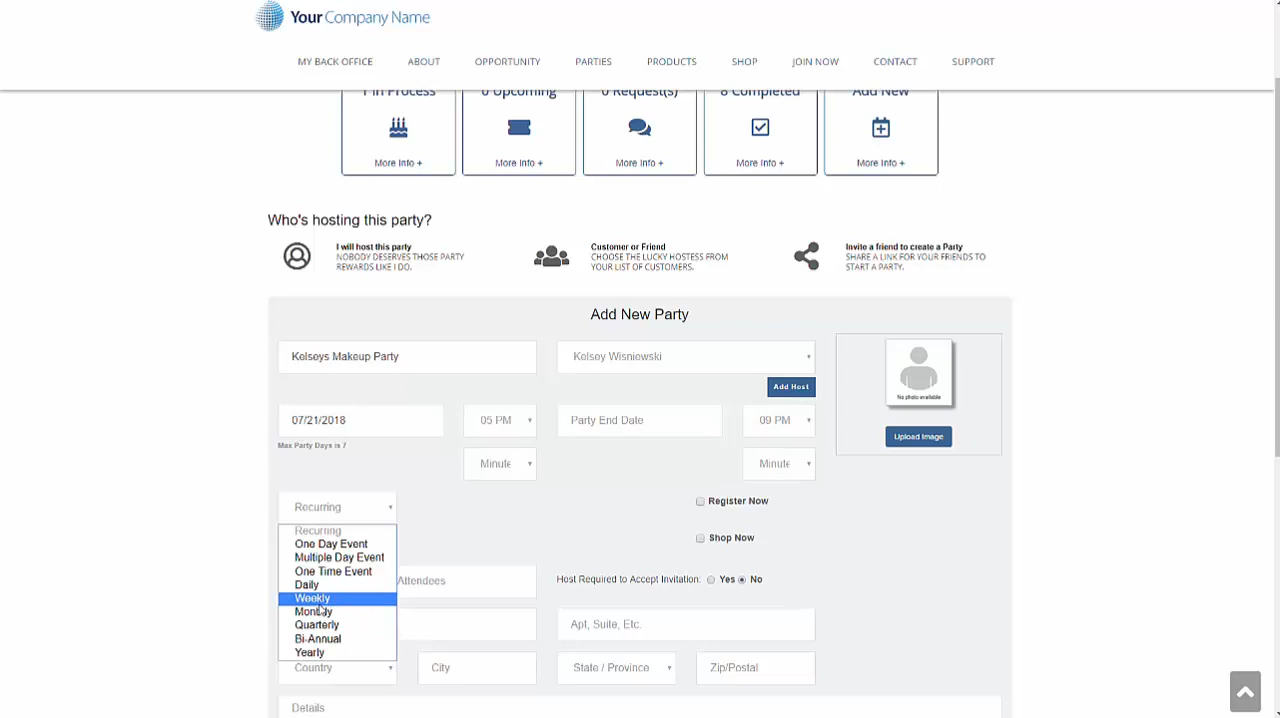 Your Company Name
MY BACK OFFICE ABOUT OPPORTUNITY PARTIES PRODUCTS SHOP JOIN NOW CONTACT SUPPORT
1 In Process 0 Upcoming 0 Request(s) 8 Completed Add New
More Info + More Info + More Info + More Info + More Info +
Who's hosting this party?
I will host this party
NOBODY DESERVES THOSE PARTY
REWARDS LIKE I DO.
Customer or Friend
CHOOSE THE LUCKY HOSTESS FROM
YOUR LIST OF CUSTOMERS.
Invite a friend to create a Party
SHARE A LINK FOR YOUR FRIENDS TO
START A PARTY.
Add New Party
Kelseys Makeup Party Kelsey Wisniewski
No photo available
Add Host
07/21/2018 05 PM Party End Date 09 PM
Upload Image
Max Party Days is 7
Minute Minute
Recurring Register Now
Recurring
One Day Event
Multiple Day Event
One Time Event
Daily
Weekly
Monthly
Quarterly
Bi-Annual
Yearly
Shop Now
Attendees Host Required to Accept Invitation: Yes No
Apt, Suite, Etc.
Country City State / Province Zip/Postal
Details